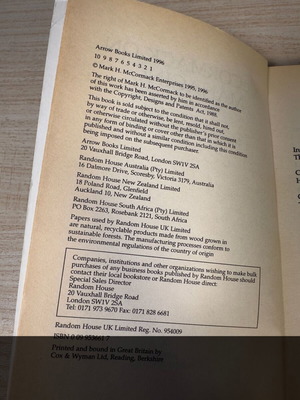 Arrow Books Limited 1996
10 9 8 7 6 5 4 3 2 1
© Mark H. McCormack Enterprises 1995, 1996
The right of Mark H. McCormack to be identified as the author
of this work has been asserted by him in accordance
with the Copyright, Designs and Patents Act, 1988.
This book is sold subject to the condition that it shall not,
by way of trade or otherwise, be lent, resold, hired out,
or otherwise circulated without the publisher's prior consent
in any form of binding or cover other than that in which it is
published and without a similar condition including this condition
being imposed on the subsequent purchaser
Arrow Books Limited
20 Vauxhall Bridge Road, London SW1V 2SA
Random House Australia (Pty) Limited
16 Dalmore Drive, Scoresby, Victoria 3179, Australia
Random House New Zealand Limited
18 Poland Road, Glenfield
Auckland 10, New Zealand
Random House South Africa (Pty) Limited
PO Box 2263, Rosebank 2121, South Africa
Papers used by Random House UK Limited
are natural, recyclable products made from wood grown in
sustainable forests. The manufacturing processes conform to
the environmental regulations of the country of origin
Companies, institutions and other organizations wishing to make bulk
purchases of any business books published by Random House should
contact their local bookstore or Random House direct:
Special Sales Director
Random House
20 Vauxhall Bridge Road
London SW1V 2SA
Tel: 0171 973 9670 Fax: 0171 828 6681
Random House UK Limited Reg. No. 954009
ISBN 0 09 953661 7
Printed and bound in Great Britain by
Cox & Wyman Ltd, Reading, Berkshire